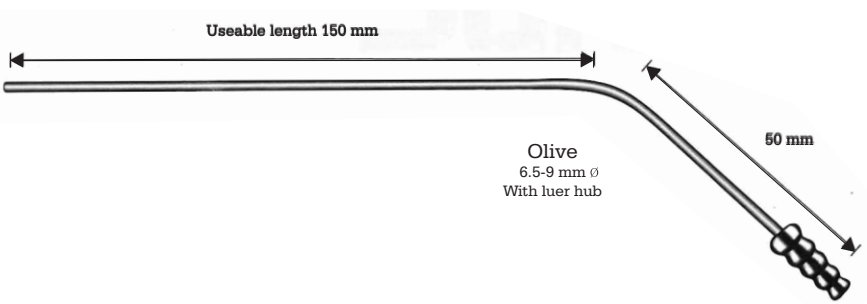 Useable length 150 mm
50 mm
Olive
6.5-9 mm Ø
With luer hub